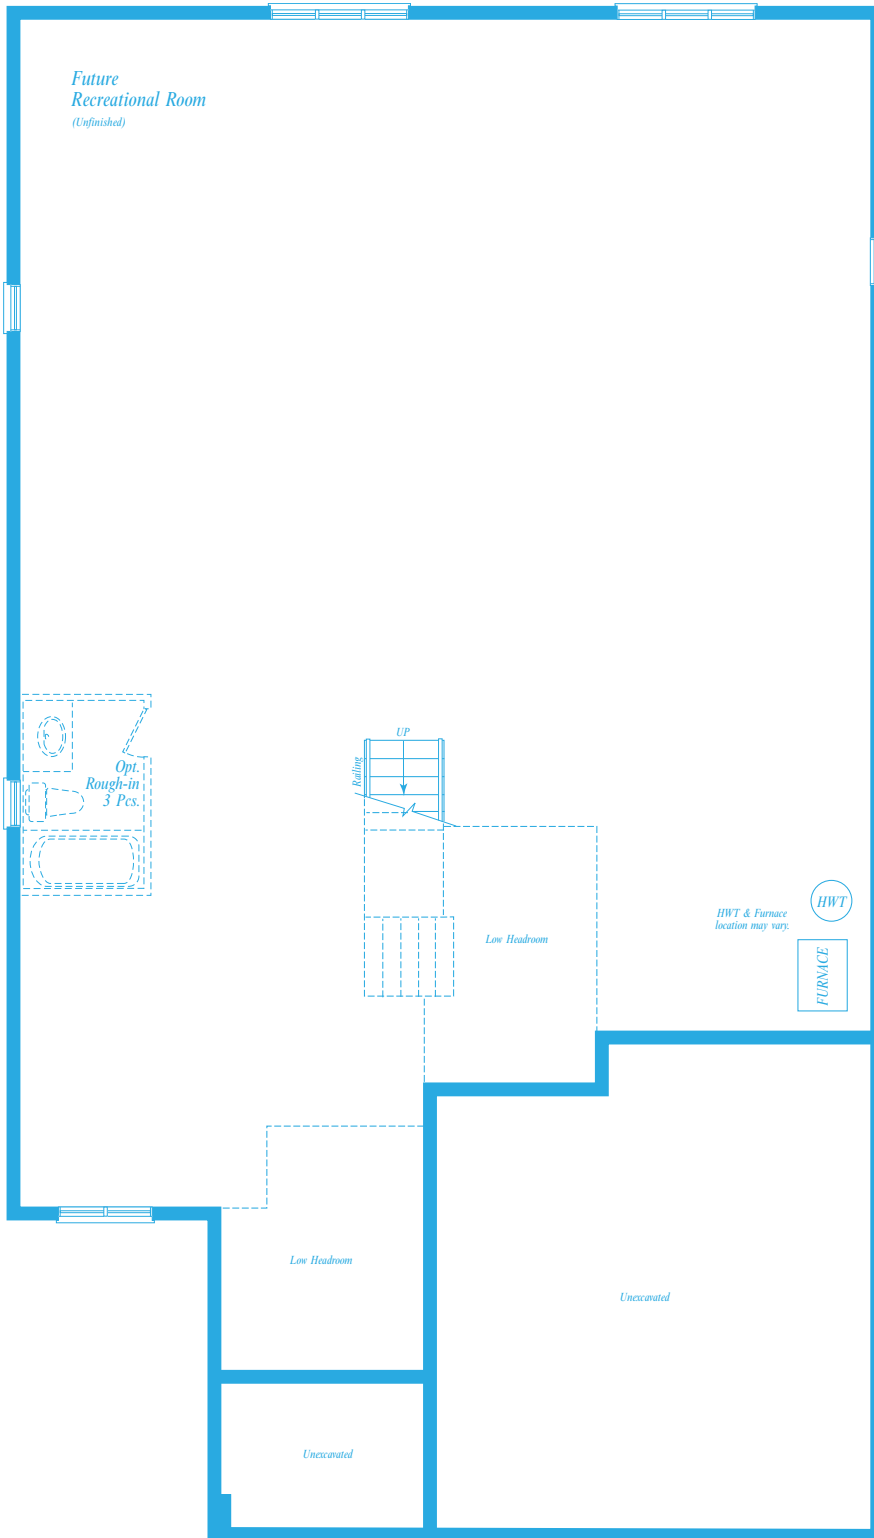 Future
Recreational Room
(Unfinished)
UP
Railing
Opt.
Rough-in
3 Pcs.
HWT
HWT & Furnace
location may vary.
Low Headroom
FURNACE
Low Headroom
Unexcavated
Unexcavated